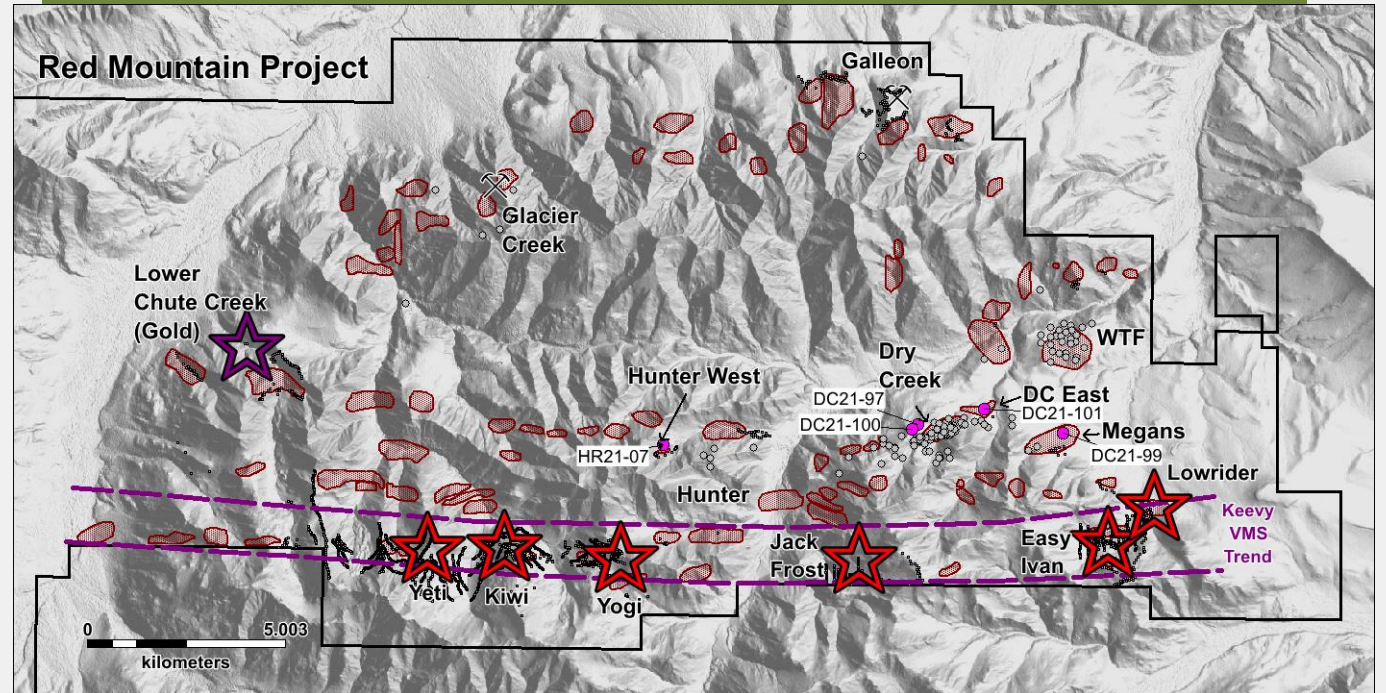 Red Mountain Project
Galleon
Glacier
Creek
Lower
Chute Creek
(Gold)
WTF
Dry
Creek
Hunter West
DC21-97
DC East
DC21-101
DC21-100
Megans
HR21-07
DC21-99
Lowrider
Hunter
Keevy
VMS
Trend
Jack
Frost
Easy
Ivan
Yeti
Kiwi
Yogi
0 5.003
kilometers